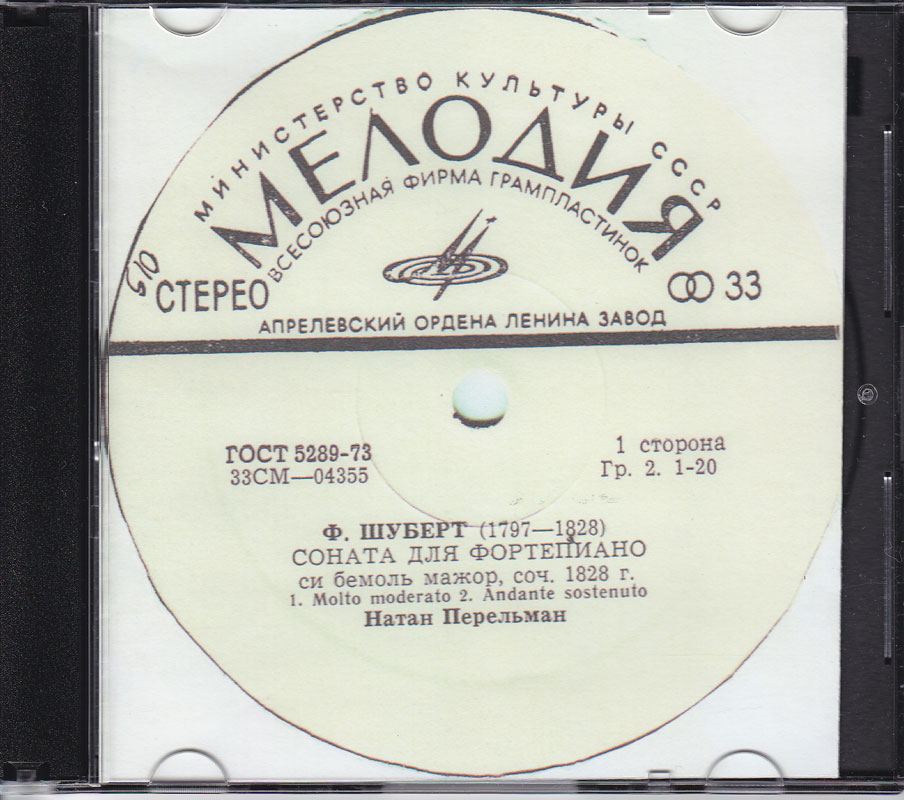 МИНИСТЕРСТВО КУЛЬТУРЫ СССР
МЕЛОДИЯ
ВСЕСОЮЗНАЯ ФИРМА ГРАМПЛАСТИНОК
510
СТЕРЕО
33
АПРЕЛЕВСКИЙ ОРДЕНА ЛЕНИНА ЗАВОД
ГОСТ 5289-73
1 сторона
33СМ—04355
Гр. 2. 1-20
Ф. ШУБЕРТ (1797—1828)
СОНАТА ДЛЯ ФОРТЕПИАНО
си бемоль мажор, соч. 1828 г.
1. Molto moderato 2. Andante sostenuto
Натан Перельман